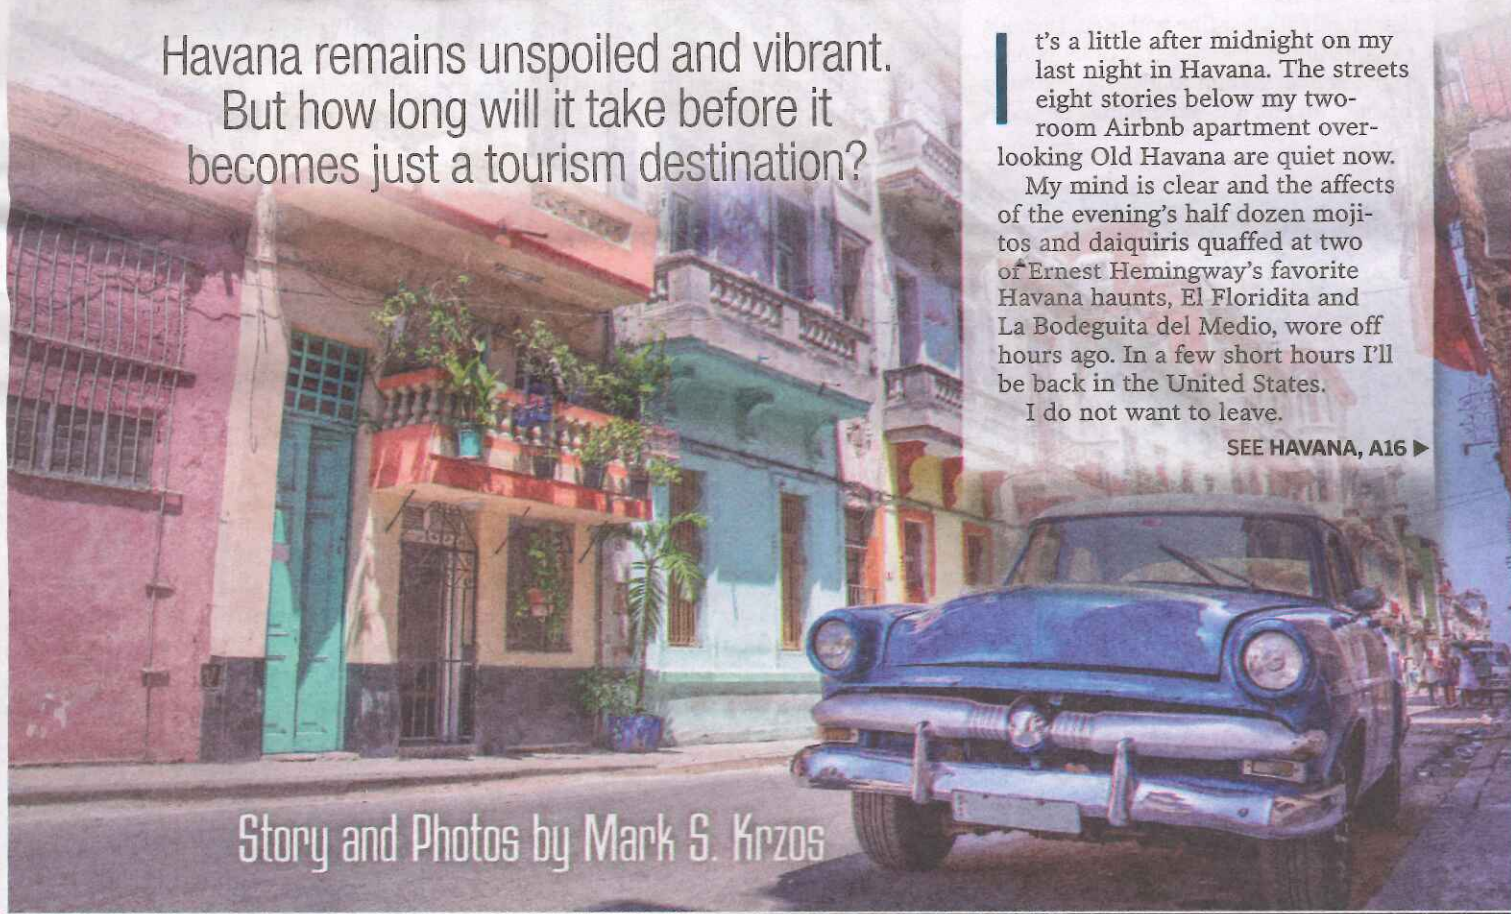 Havana remains unspoiled and vibrant.
But how long will it take before it
becomes just a tourism destination?
It's a little after midnight on my
last night in Havana. The streets
eight stories below my two-
room Airbnb apartment over-
looking Old Havana are quiet now.
My mind is clear and the affects
of the evening's half dozen moji-
tos and daiquiris quaffed at two
of Ernest Hemingway's favorite
Havana haunts, El Floridita and
La Bodeguita del Medio, wore off
hours ago. In a few short hours I'll
be back in the United States.
I do not want to leave.
SEE HAVANA, A16 ▶
Story and Photos by Mark S. Krzos